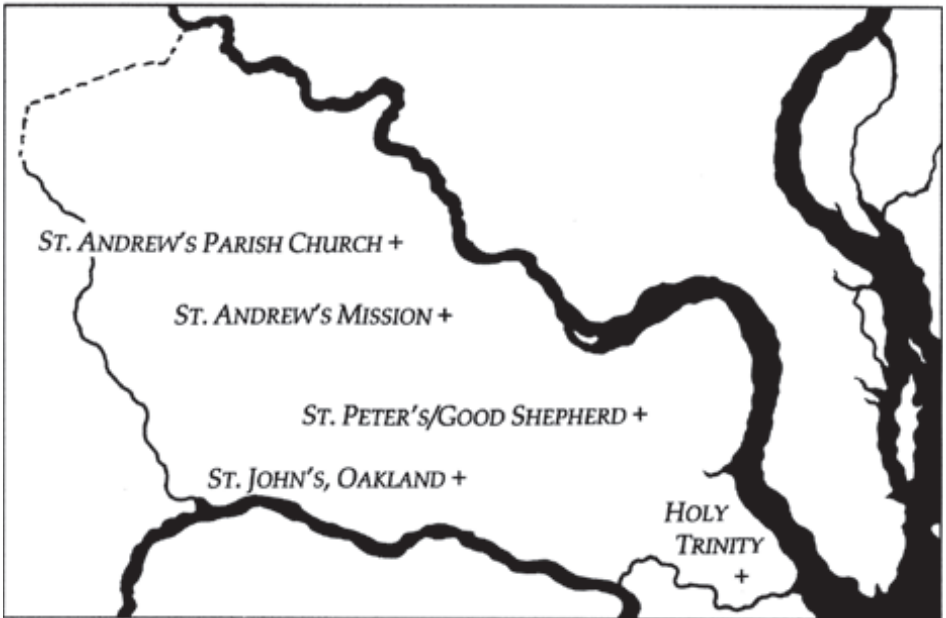 ST. ANDREW'S PARISH CHURCH +
ST. ANDREW'S MISSION +
ST. PETER'S/GOOD SHEPHERD +
ST. JOHN'S, OAKLAND +
HOLY
TRINITY
+